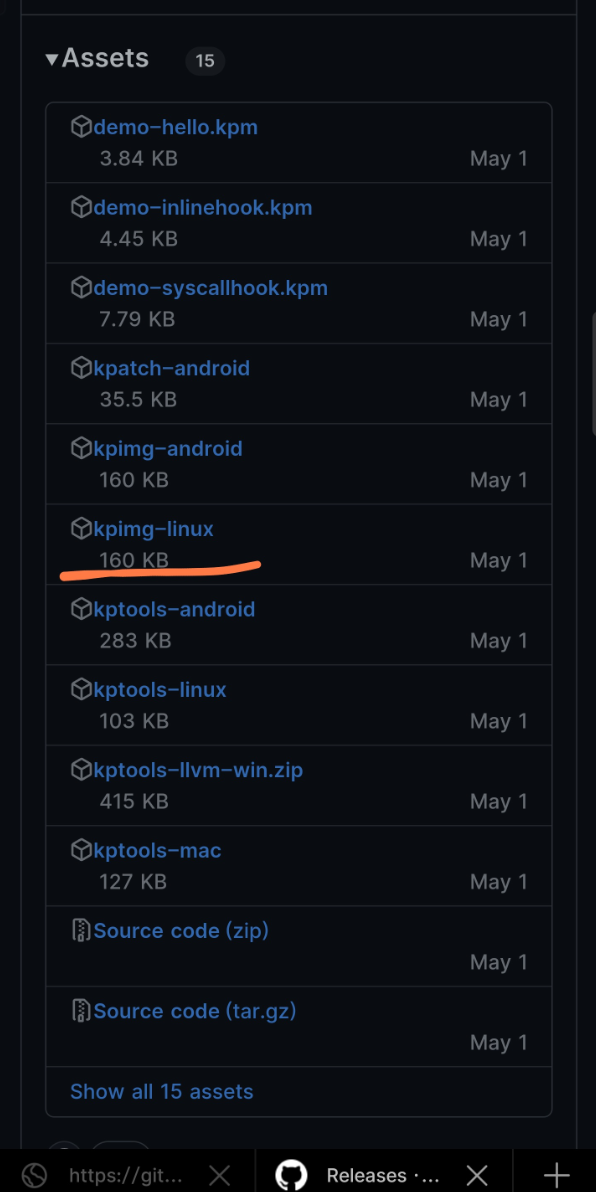 ▾Assets 15
demo-hello.kpm
3.84 KB May 1
demo-inlinehook.kpm
4.45 KB May 1
demo-syscallhook.kpm
7.79 KB May 1
kpatch-android
35.5 KB May 1
kpimg-android
160 KB May 1
kpimg-linux
160 KB May 1
kptools-android
283 KB May 1
kptools-linux
103 KB May 1
kptools-llvm-win.zip
415 KB May 1
kptools-mac
127 KB May 1
Source code (zip)
May 1
Source code (tar.gz)
May 1
Show all 15 assets
https://git... Releases · ...